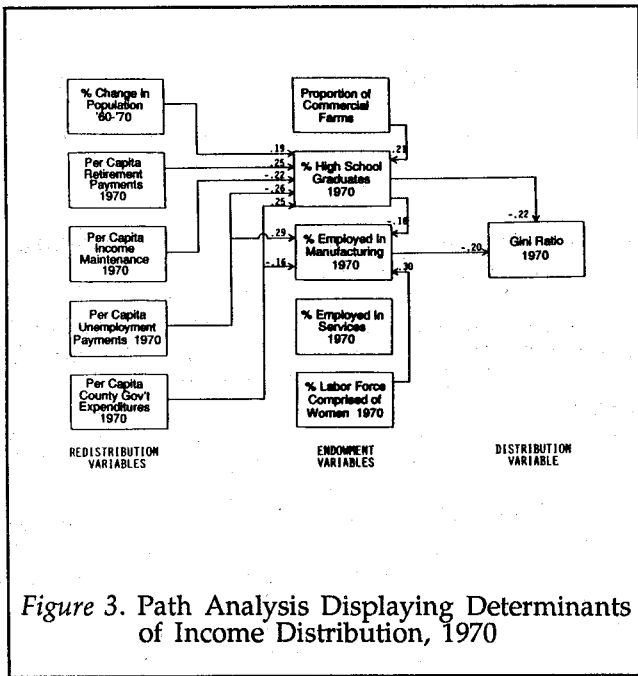 % Change In
Population
'60-'70
Proportion of
Commercial
Farms
.19
.21
Per Capita
Retirement
Payments
1970
.25
-.22
-.26
.25
% High School
Graduates
1970
-.16
-.22
Per Capita
Income
Maintenance
1970
.29
-.16
% Employed In
Manufacturing
1970
-.20
.30
Gini Ratio
1970
Per Capita
Unemployment
Payments 1970
% Employed In
Services
1970
Per Capita
County Gov't
Expenditures
1970
% Labor Force
Comprised of
Women 1970
REDISTRIBUTION
VARIABLES
ENDOWMENT
VARIABLES
DISTRIBUTION
VARIABLE
Figure 3. Path Analysis Displaying Determinants
of Income Distribution, 1970